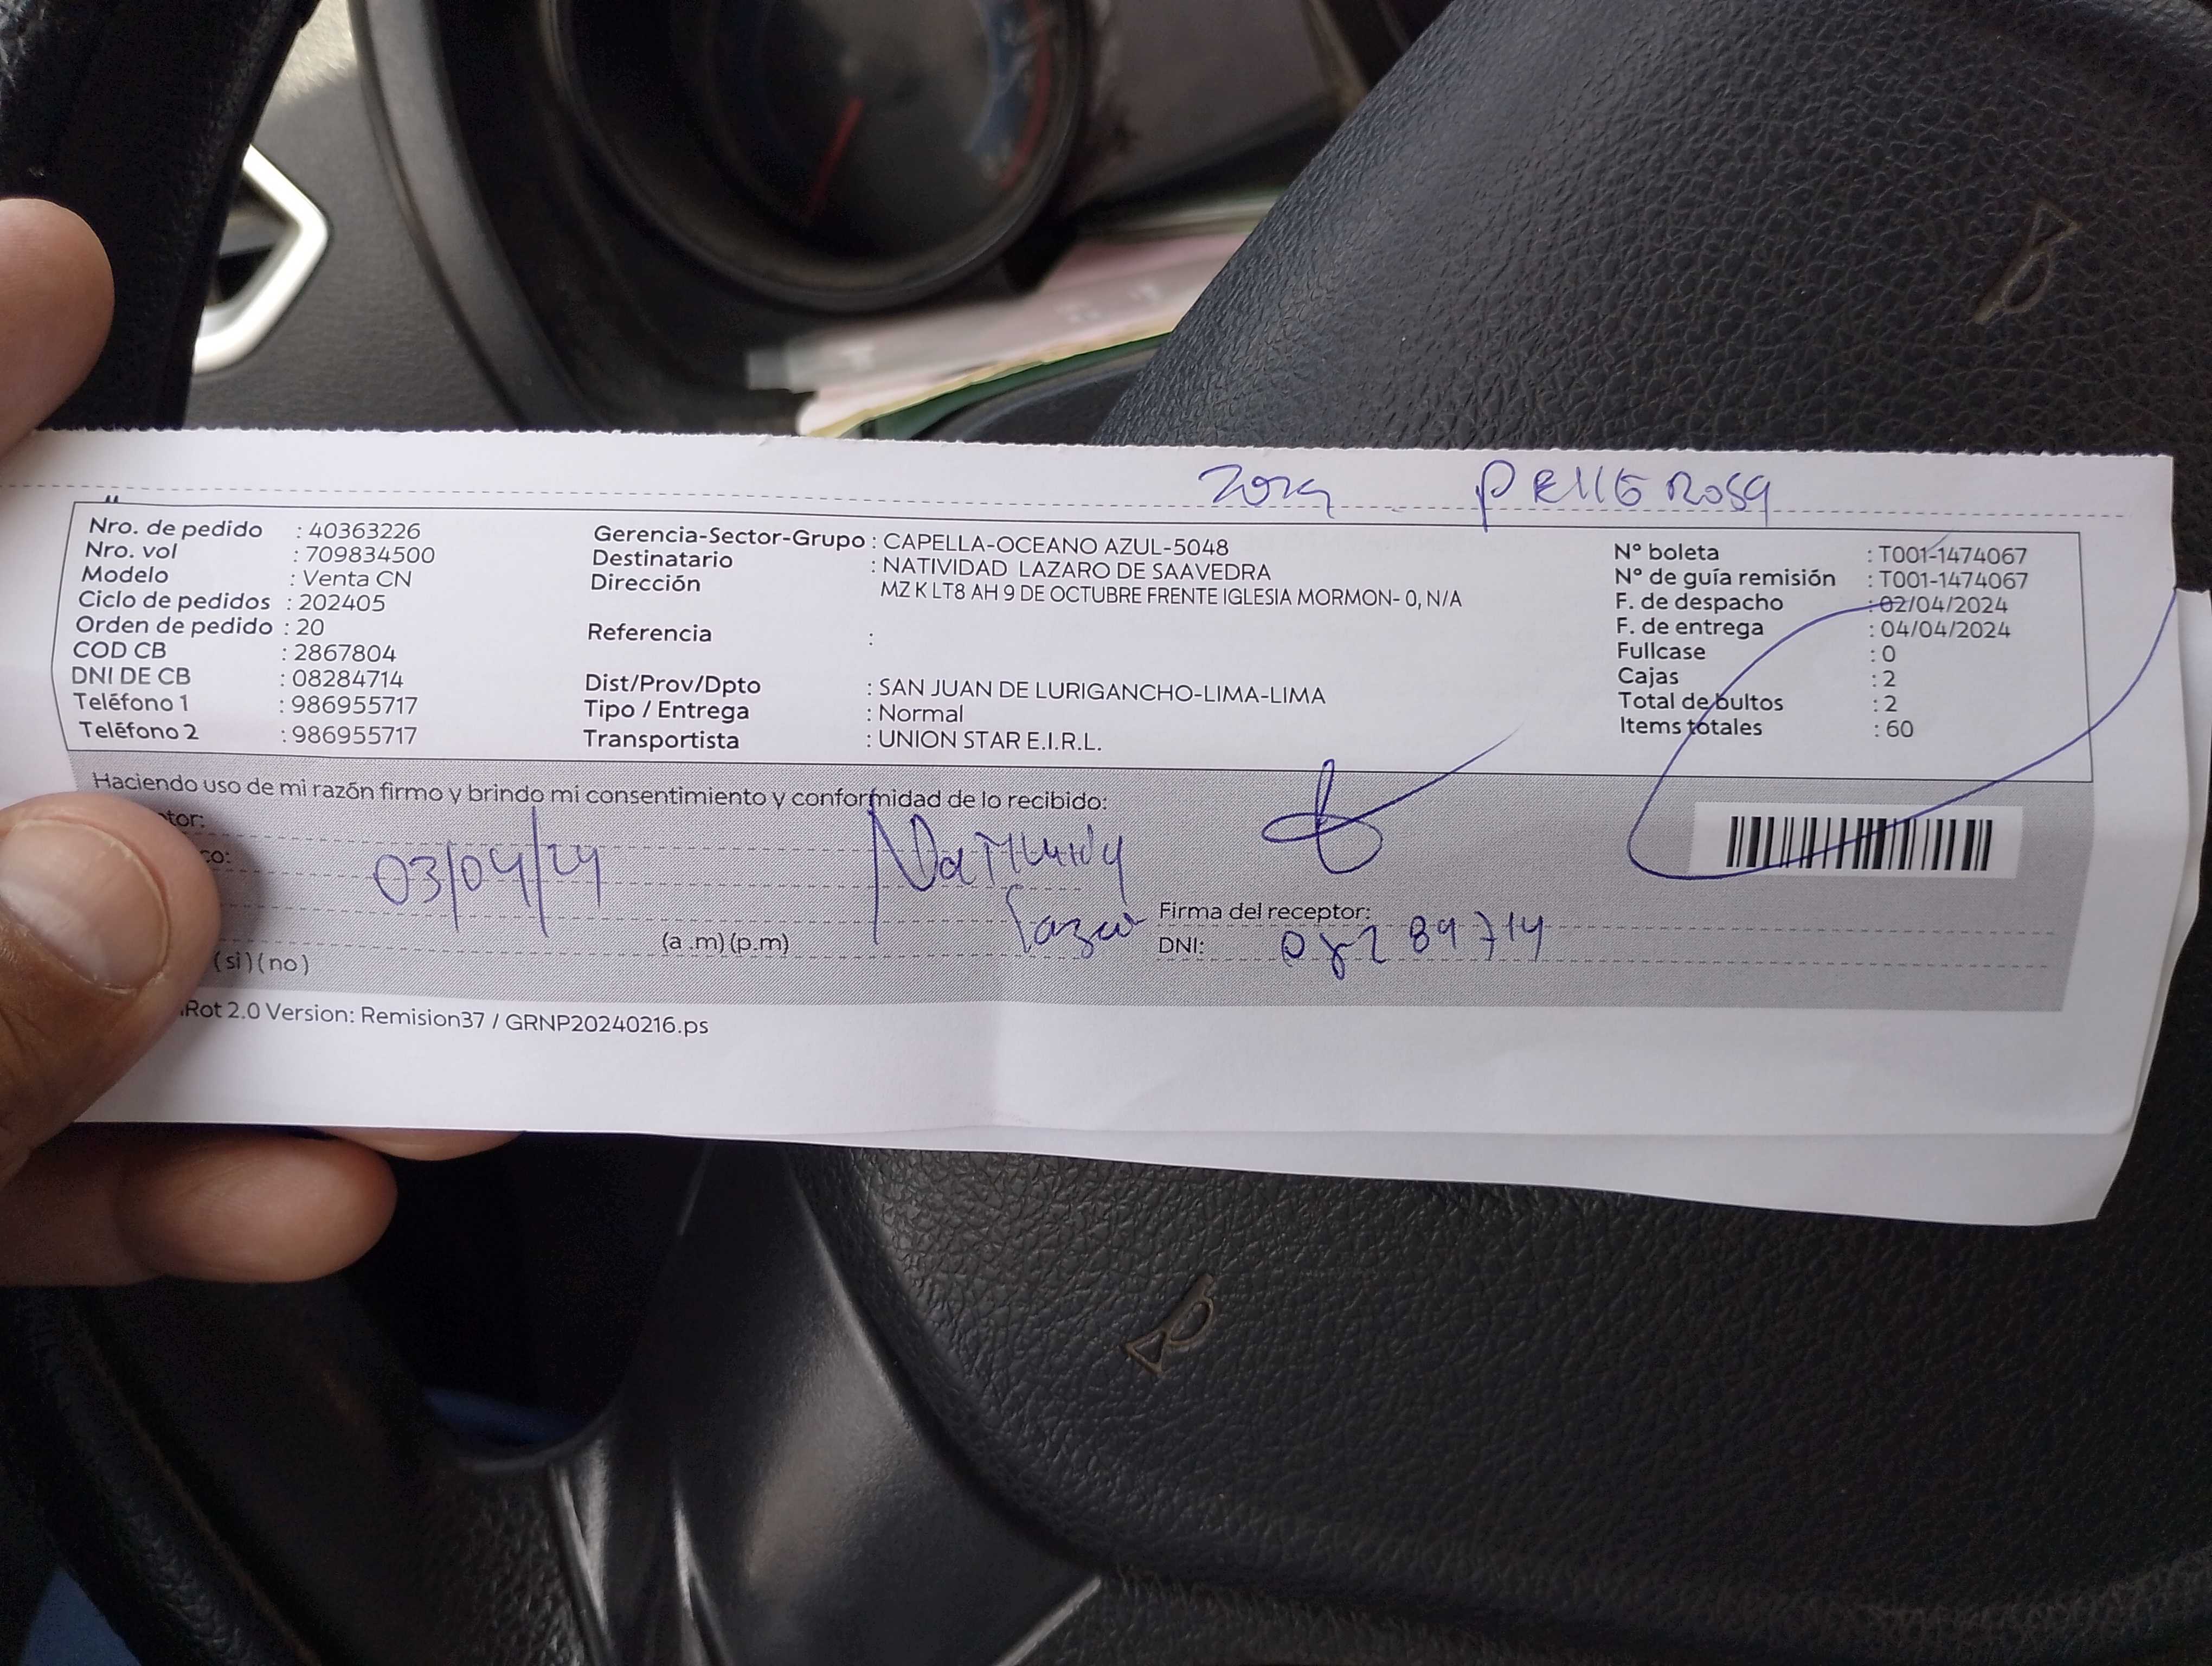 zona PELIGROSA
Nro. de pedido : 40363226
Nro. vol : 709834500
Modelo : Venta CN
Ciclo de pedidos : 202405
Orden de pedido : 20
COD CB : 2867804
DNI DE CB : 08284714
Teléfono 1 : 986955717
Teléfono 2 : 986955717
Gerencia-Sector-Grupo : CAPELLA-OCEANO AZUL-5048
Destinatario : NATIVIDAD LAZARO DE SAAVEDRA
Dirección MZ K LT8 AH 9 DE OCTUBRE FRENTE IGLESIA MORMON- 0, N/A
Referencia :
Dist/Prov/Dpto : SAN JUAN DE LURIGANCHO-LIMA-LIMA
Tipo / Entrega : Normal
Transportista : UNION STAR E.I.R.L.
N° boleta : T001-1474067
N° de guía remisión : T001-1474067
F. de despacho : 02/04/2024
F. de entrega : 04/04/2024
Fullcase : 0
Cajas : 2
Total de bultos : 2
Items totales : 60
Haciendo uso de mi razón firmo y brindo mi consentimiento y conformidad de lo recibido:
tor:
co:
03/04/24
(a .m) (p.m)
(si) (no)
Firma del receptor:
DNI:
Rot 2.0 Version: Remision37 / GRNP20240216.ps